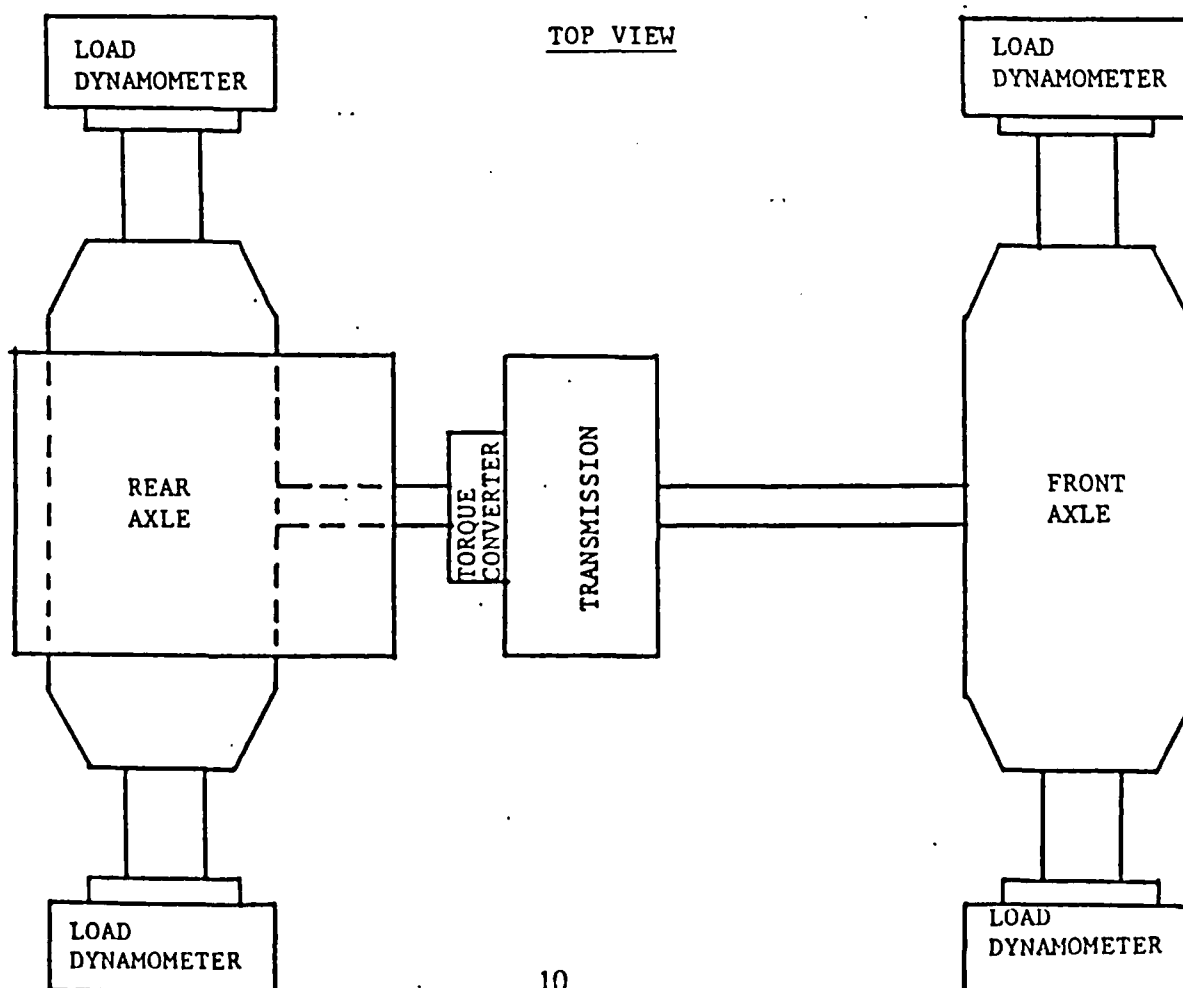 TOP VIEW
LOAD
DYNAMOMETER
LOAD
DYNAMOMETER
REAR
AXLE
TORQUE
CONVERTER
TRANSMISSION
FRONT
AXLE
LOAD
DYNAMOMETER
LOAD
DYNAMOMETER
10